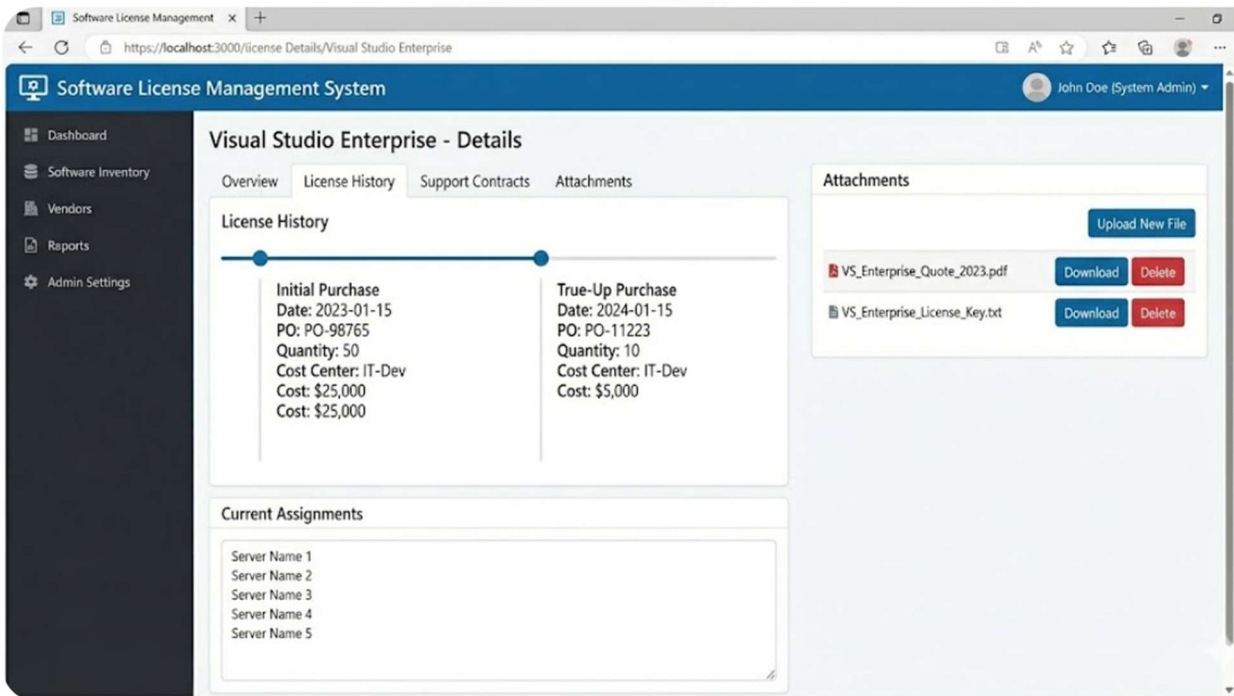 Software License Management
https://localhost:3000/license Details/Visual Studio Enterprise
Software License Management System
John Doe (System Admin)
Dashboard
Software Inventory
Vendors
Raports
Admin Settings
Visual Studio Enterprise - Details
Overview
License History
Support Contracts
Attachments
License History
Initial Purchase
Date: 2023-01-15
PO: PO-98765
Quantity: 50
Cost Center: IT-Dev
Cost: $25,000
Cost: $25,000
True-Up Purchase
Date: 2024-01-15
PO: PO-11223
Quantity: 10
Cost Center: IT-Dev
Cost: $5,000
Current Assignments
Server Name 1
Server Name 2
Server Name 3
Server Name 4
Server Name 5
Attachments
Upload New File
VS_Enterprise_Quote_2023.pdf
Download
Delete
VS_Enterprise_License_Key.txt
Download
Delete